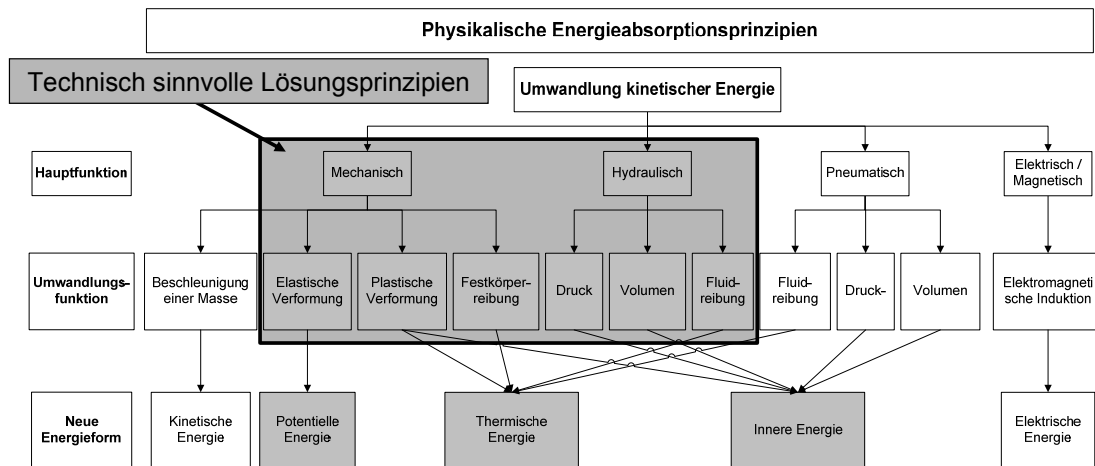 Physikalische Energieabsorptionsprinzipien
Technisch sinnvolle Lösungsprinzipien
Umwandlung kinetischer Energie
Hauptfunktion
Mechanisch
Hydraulisch
Pneumatisch
Elektrisch /
Magnetisch
Umwandlungs-
funktion
Beschleunigung
einer Masse
Elastische
Verformung
Plastische
Verformung
Festkörper-
reibung
Druck
Volumen
Fluid-
reibung
Fluid-
reibung
Druck-
Volumen
Elektromagneti
sche Induktion
Neue
Energieform
Kinetische
Energie
Potentielle
Energie
Thermische
Energie
Innere Energie
Elektrische
Energie